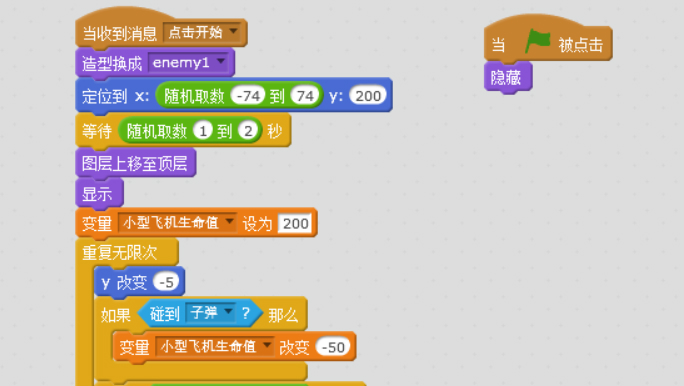 当收到消息 点击开始
造型换成 enemy1
定位到 x: 随机取数 -74 到 74 y: 200
等待 随机取数 1 到 2 秒
图层上移至顶层
显示
变量 小型飞机生命值 设为 200
重复无限次
y 改变 -5
如果 碰到 子弹 ? 那么
变量 小型飞机生命值 改变 -50
当 被点击
隐藏